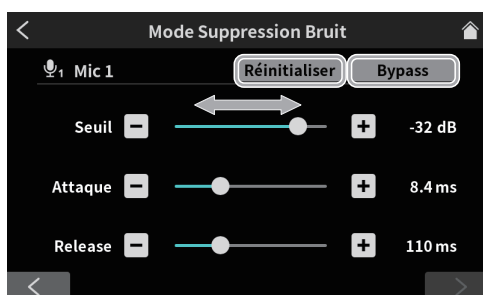 Mode Suppression Bruit
1 Mic 1 Réinitialiser Bypass
Seuil - + -32 dB
Attaque - + 8.4 ms
Release - + 110 ms